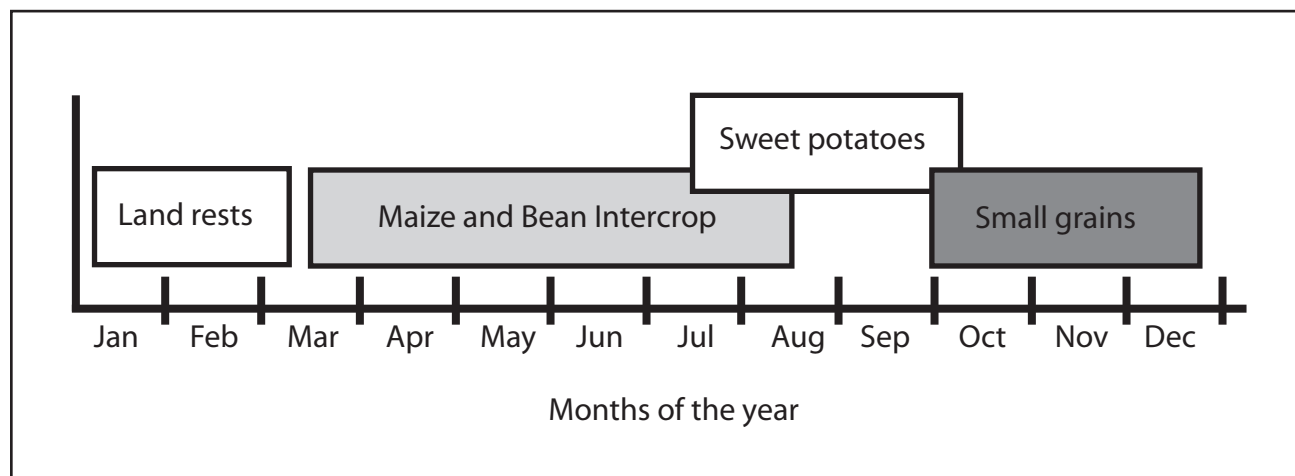 Sweet potatoes
Land rests
Maize and Bean Intercrop
Small grains
Jan Feb Mar Apr May Jun Jul Aug Sep Oct Nov Dec
Months of the year